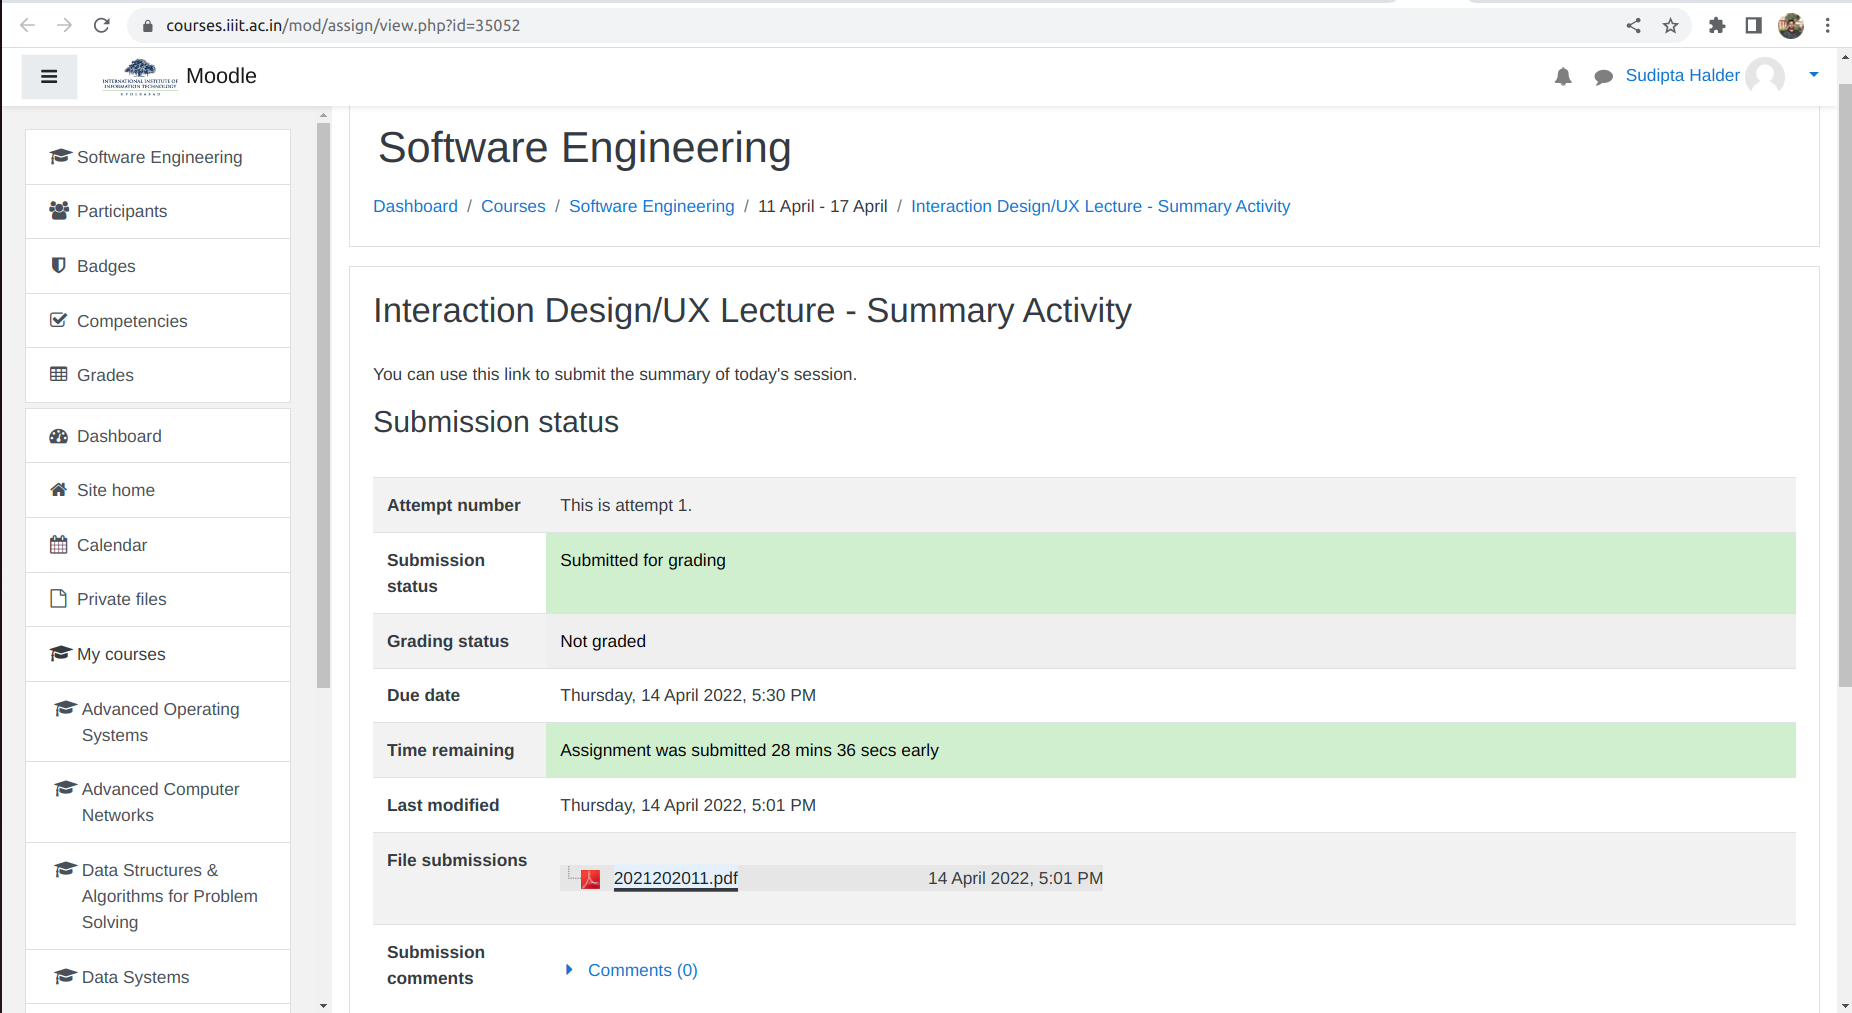 courses.iiit.ac.in/mod/assign/view.php?id=35052
INTERNATIONAL INSTITUTE OF
INFORMATION TECHNOLOGY
HYDERABAD
Moodle
Sudipta Halder
Software Engineering
Participants
Badges
Competencies
Grades
Dashboard
Site home
Calendar
Private files
My courses
Advanced Operating
Systems
Advanced Computer
Networks
Data Structures &
Algorithms for Problem
Solving
Data Systems
Software Engineering
Dashboard / Courses / Software Engineering / 11 April - 17 April / Interaction Design/UX Lecture - Summary Activity
Interaction Design/UX Lecture - Summary Activity
You can use this link to submit the summary of today's session.
Submission status
Attempt number This is attempt 1.
Submission Submitted for grading
status
Grading status Not graded
Due date Thursday, 14 April 2022, 5:30 PM
Time remaining Assignment was submitted 28 mins 36 secs early
Last modified Thursday, 14 April 2022, 5:01 PM
File submissions
2021202011.pdf 14 April 2022, 5:01 PM
Submission
comments
Comments (0)